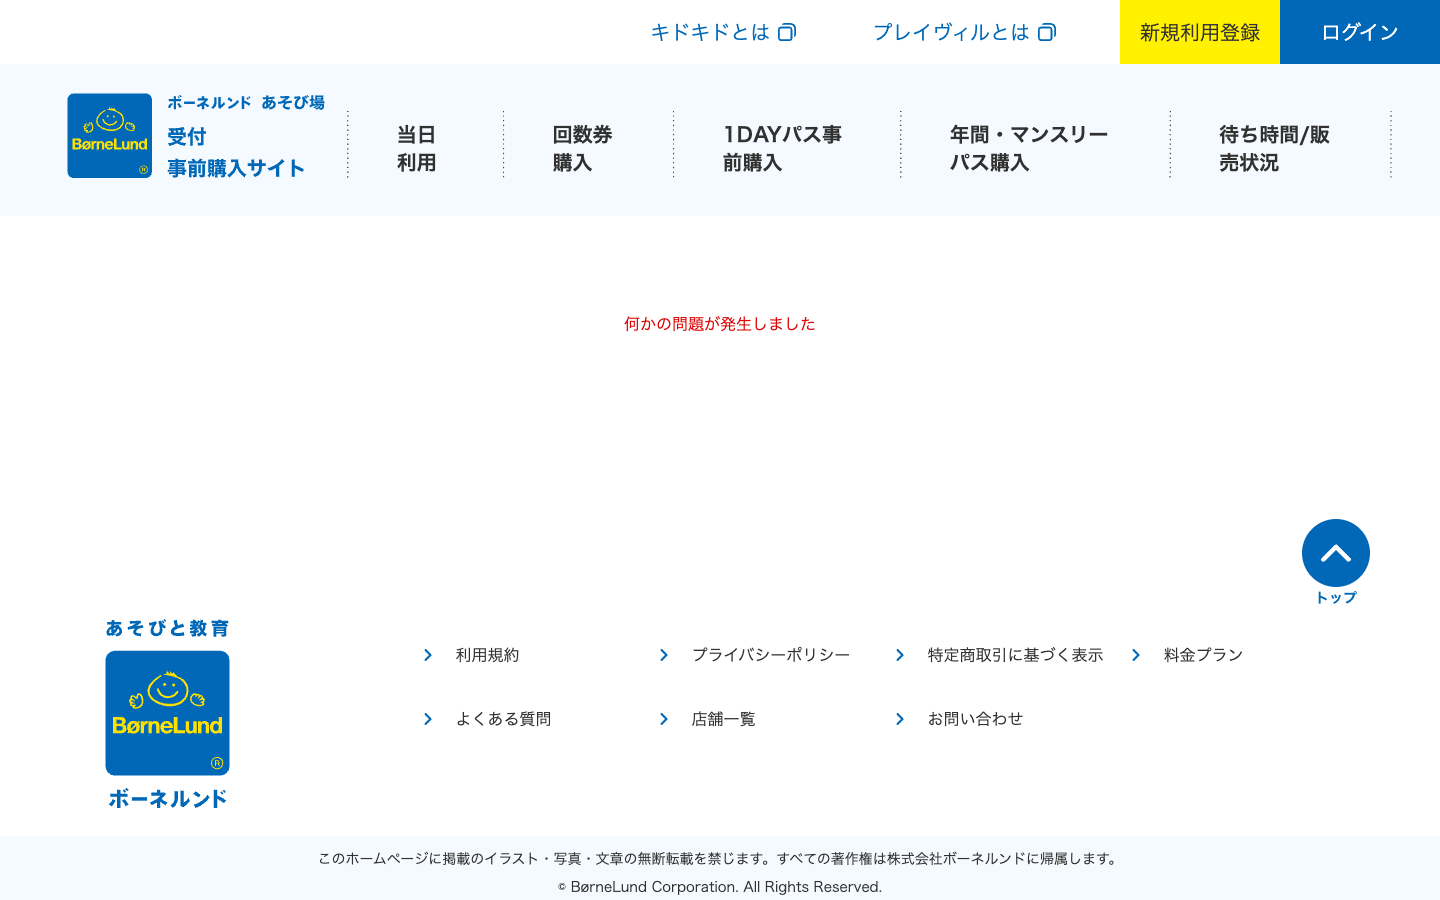 キドキドとは
プレイヴィルとは
新規利用登録
ログイン
BørneLund
®
ボーネルンド あそび場
受付
事前購入サイト
当日
利用
回数券
購入
1DAYパス事
前購入
年間・マンスリー
パス購入
待ち時間/販
売状況
何かの問題が発生しました
トップ
あそびと教育
BørneLund
®
ボーネルンド
利用規約
プライバシーポリシー
特定商取引に基づく表示
料金プラン
よくある質問
店舗一覧
お問い合わせ
このホームページに掲載のイラスト・写真・文章の無断転載を禁じます。すべての著作権は株式会社ボーネルンドに帰属します。
© BørneLund Corporation. All Rights Reserved.